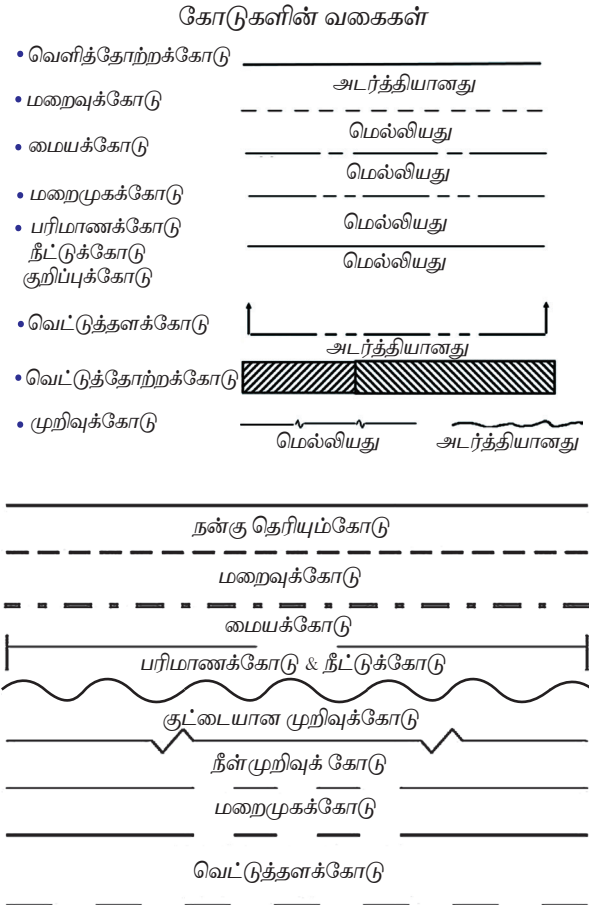 கோடுகளின் வகைகள்
• வெளித்தோற்றக்கோடு
அடர்த்தியானது
• மறைவுக்கோடு
மெல்லியது
• மையக்கோடு
மெல்லியது
• மறைமுகக்கோடு
• பரிமாணக்கோடு
மெல்லியது
நீட்டுக்கோடு
மெல்லியது
குறிப்புக்கோடு
• வெட்டுத்தளக்கோடு
அடர்த்தியானது
• வெட்டுத்தோற்றக்கோடு
• முறிவுக்கோடு
மெல்லியது அடர்த்தியானது
நன்கு தெரியும்கோடு
மறைவுக்கோடு
மையக்கோடு
பரிமாணக்கோடு & நீட்டுக்கோடு
குட்டையான முறிவுக்கோடு
நீள்முறிவுக் கோடு
மறைமுகக்கோடு
வெட்டுத்தளக்கோடு